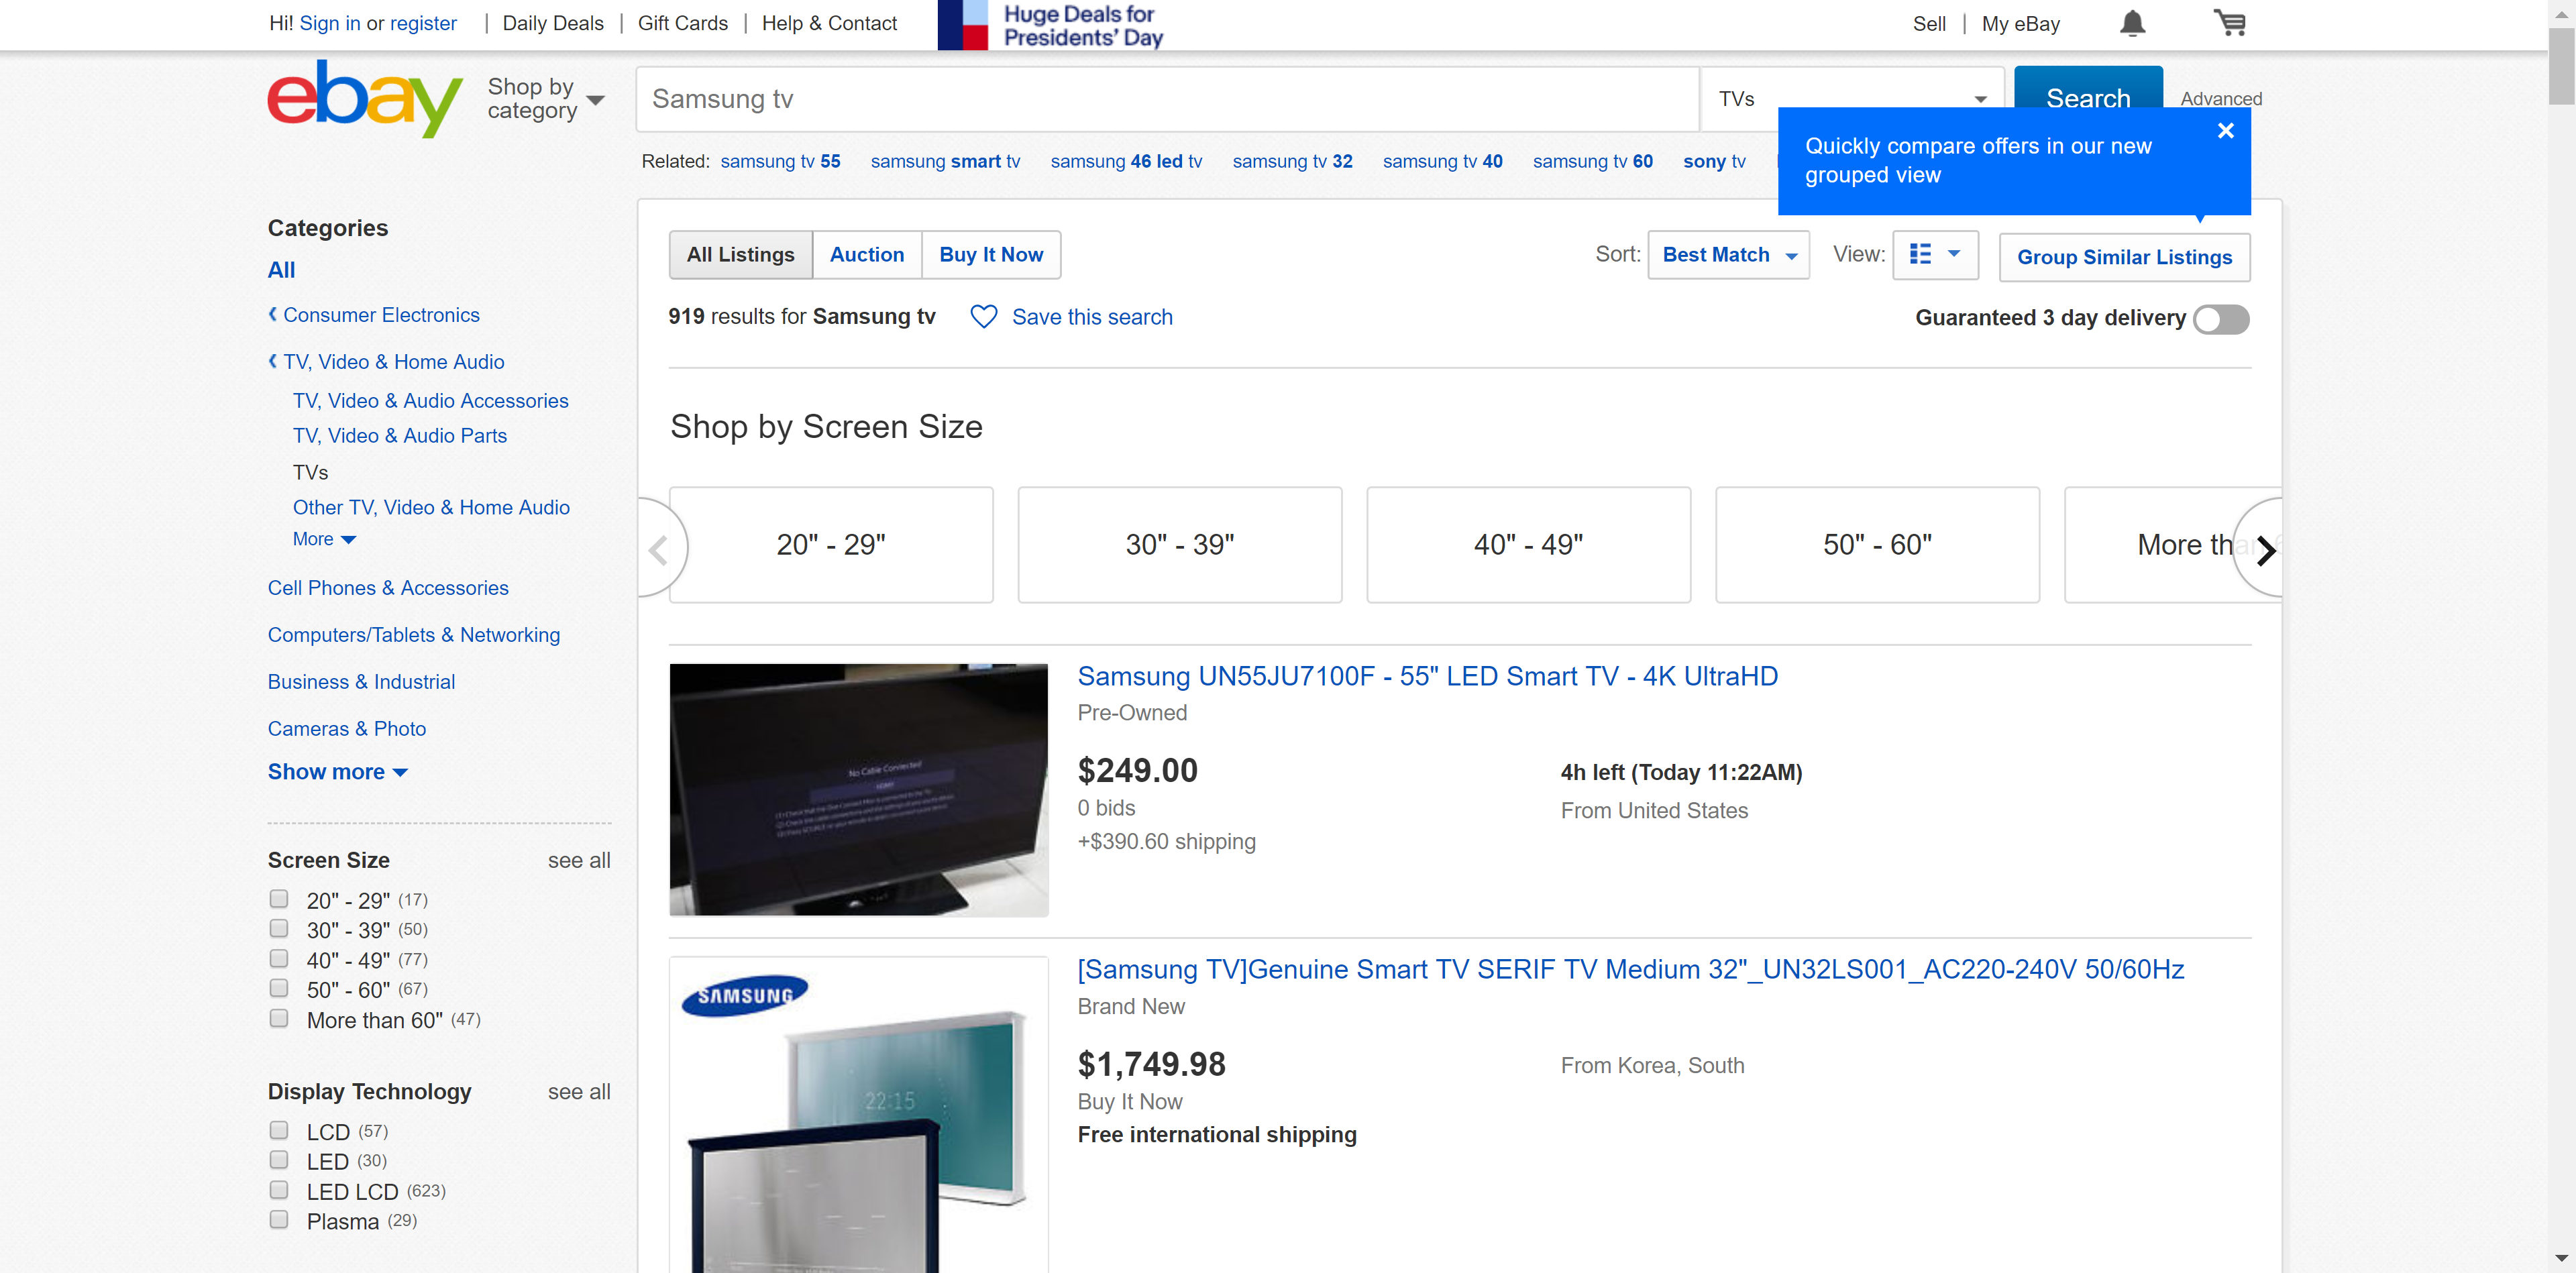 Hi! Sign in or register | Daily Deals | Gift Cards | Help & Contact
Huge Deals for
Presidents' Day
Sell | My eBay
ebay
Shop by
category
Samsung tv
TVs
Search
Advanced
Quickly compare offers in our new
grouped view
Related: samsung tv 55 samsung smart tv samsung 46 led tv samsung tv 32 samsung tv 40 samsung tv 60 sony tv
Categories
All
Consumer Electronics
TV, Video & Home Audio
TV, Video & Audio Accessories
TV, Video & Audio Parts
TVs
Other TV, Video & Home Audio
More
Cell Phones & Accessories
Computers/Tablets & Networking
Business & Industrial
Cameras & Photo
Show more
Screen Size see all
20" - 29" (17)
30" - 39" (50)
40" - 49" (77)
50" - 60" (67)
More than 60" (47)
Display Technology see all
LCD (57)
LED (30)
LED LCD (623)
Plasma (29)
All Listings Auction Buy It Now
Sort: Best Match View: Group Similar Listings
919 results for Samsung tv Save this search
Guaranteed 3 day delivery
Shop by Screen Size
20" - 29" 30" - 39" 40" - 49" 50" - 60" More than 6
No Cable Connected!
Samsung UN55JU7100F - 55" LED Smart TV - 4K UltraHD
Pre-Owned
$249.00
0 bids
+$390.60 shipping
4h left (Today 11:22AM)
From United States
SAMSUNG
22:15
[Samsung TV]Genuine Smart TV SERIF TV Medium 32"_UN32LS001_AC220-240V 50/60Hz
Brand New
$1,749.98
Buy It Now
Free international shipping
From Korea, South